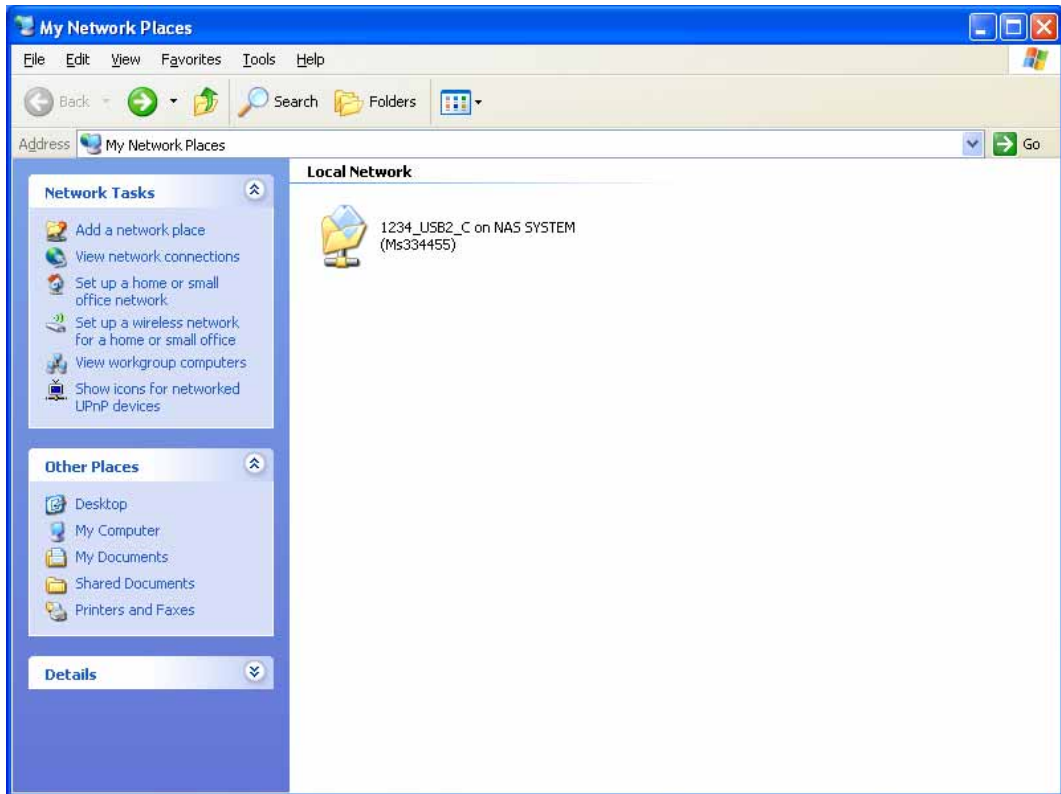 My Network Places
File Edit View Favorites Tools Help
Back Search Folders
Address My Network Places Go
Network Tasks
Add a network place
View network connections
Set up a home or small
office network
Set up a wireless network
for a home or small office
View workgroup computers
Show icons for networked
UPnP devices
Other Places
Desktop
My Computer
My Documents
Shared Documents
Printers and Faxes
Details
Local Network
1234_USB2_C on NAS SYSTEM
(Ms334455)